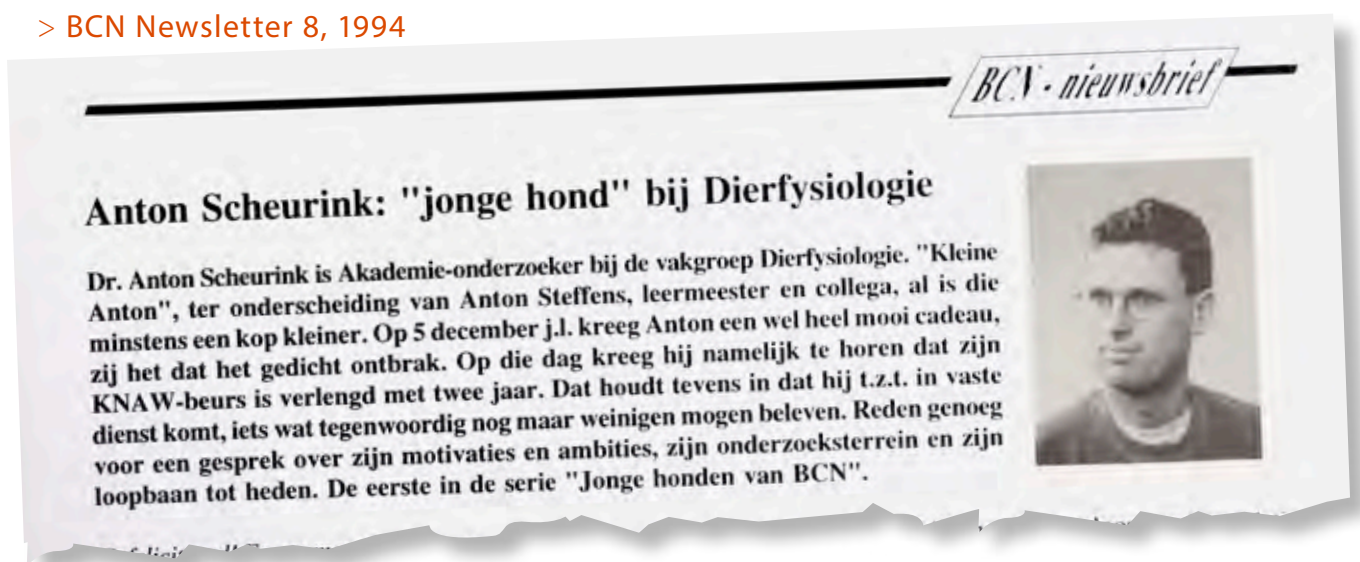 > BCN Newsletter 8, 1994
BCN - nieuwsbrief
Anton Scheurink: "jonge hond" bij Dierfysiologie
Dr. Anton Scheurink is Akademie-onderzoeker bij de vakgroep Dierfysiologie. "Kleine
Anton", ter onderscheiding van Anton Steffens, leermeester en collega, al is die
minstens een kop kleiner. Op 5 december j.l. kreeg Anton een wel heel mooi cadeau,
zij het dat het gedicht ontbrak. Op die dag kreeg hij namelijk te horen dat zijn
KNAW-beurs is verlengd met twee jaar. Dat houdt tevens in dat hij t.z.t. in vaste
dienst komt, iets wat tegenwoordig nog maar weinigen mogen beleven. Reden genoeg
voor een gesprek over zijn motivaties en ambities, zijn onderzoeksterrein en zijn
loopbaan tot heden. De eerste in de serie "Jonge honden van BCN".